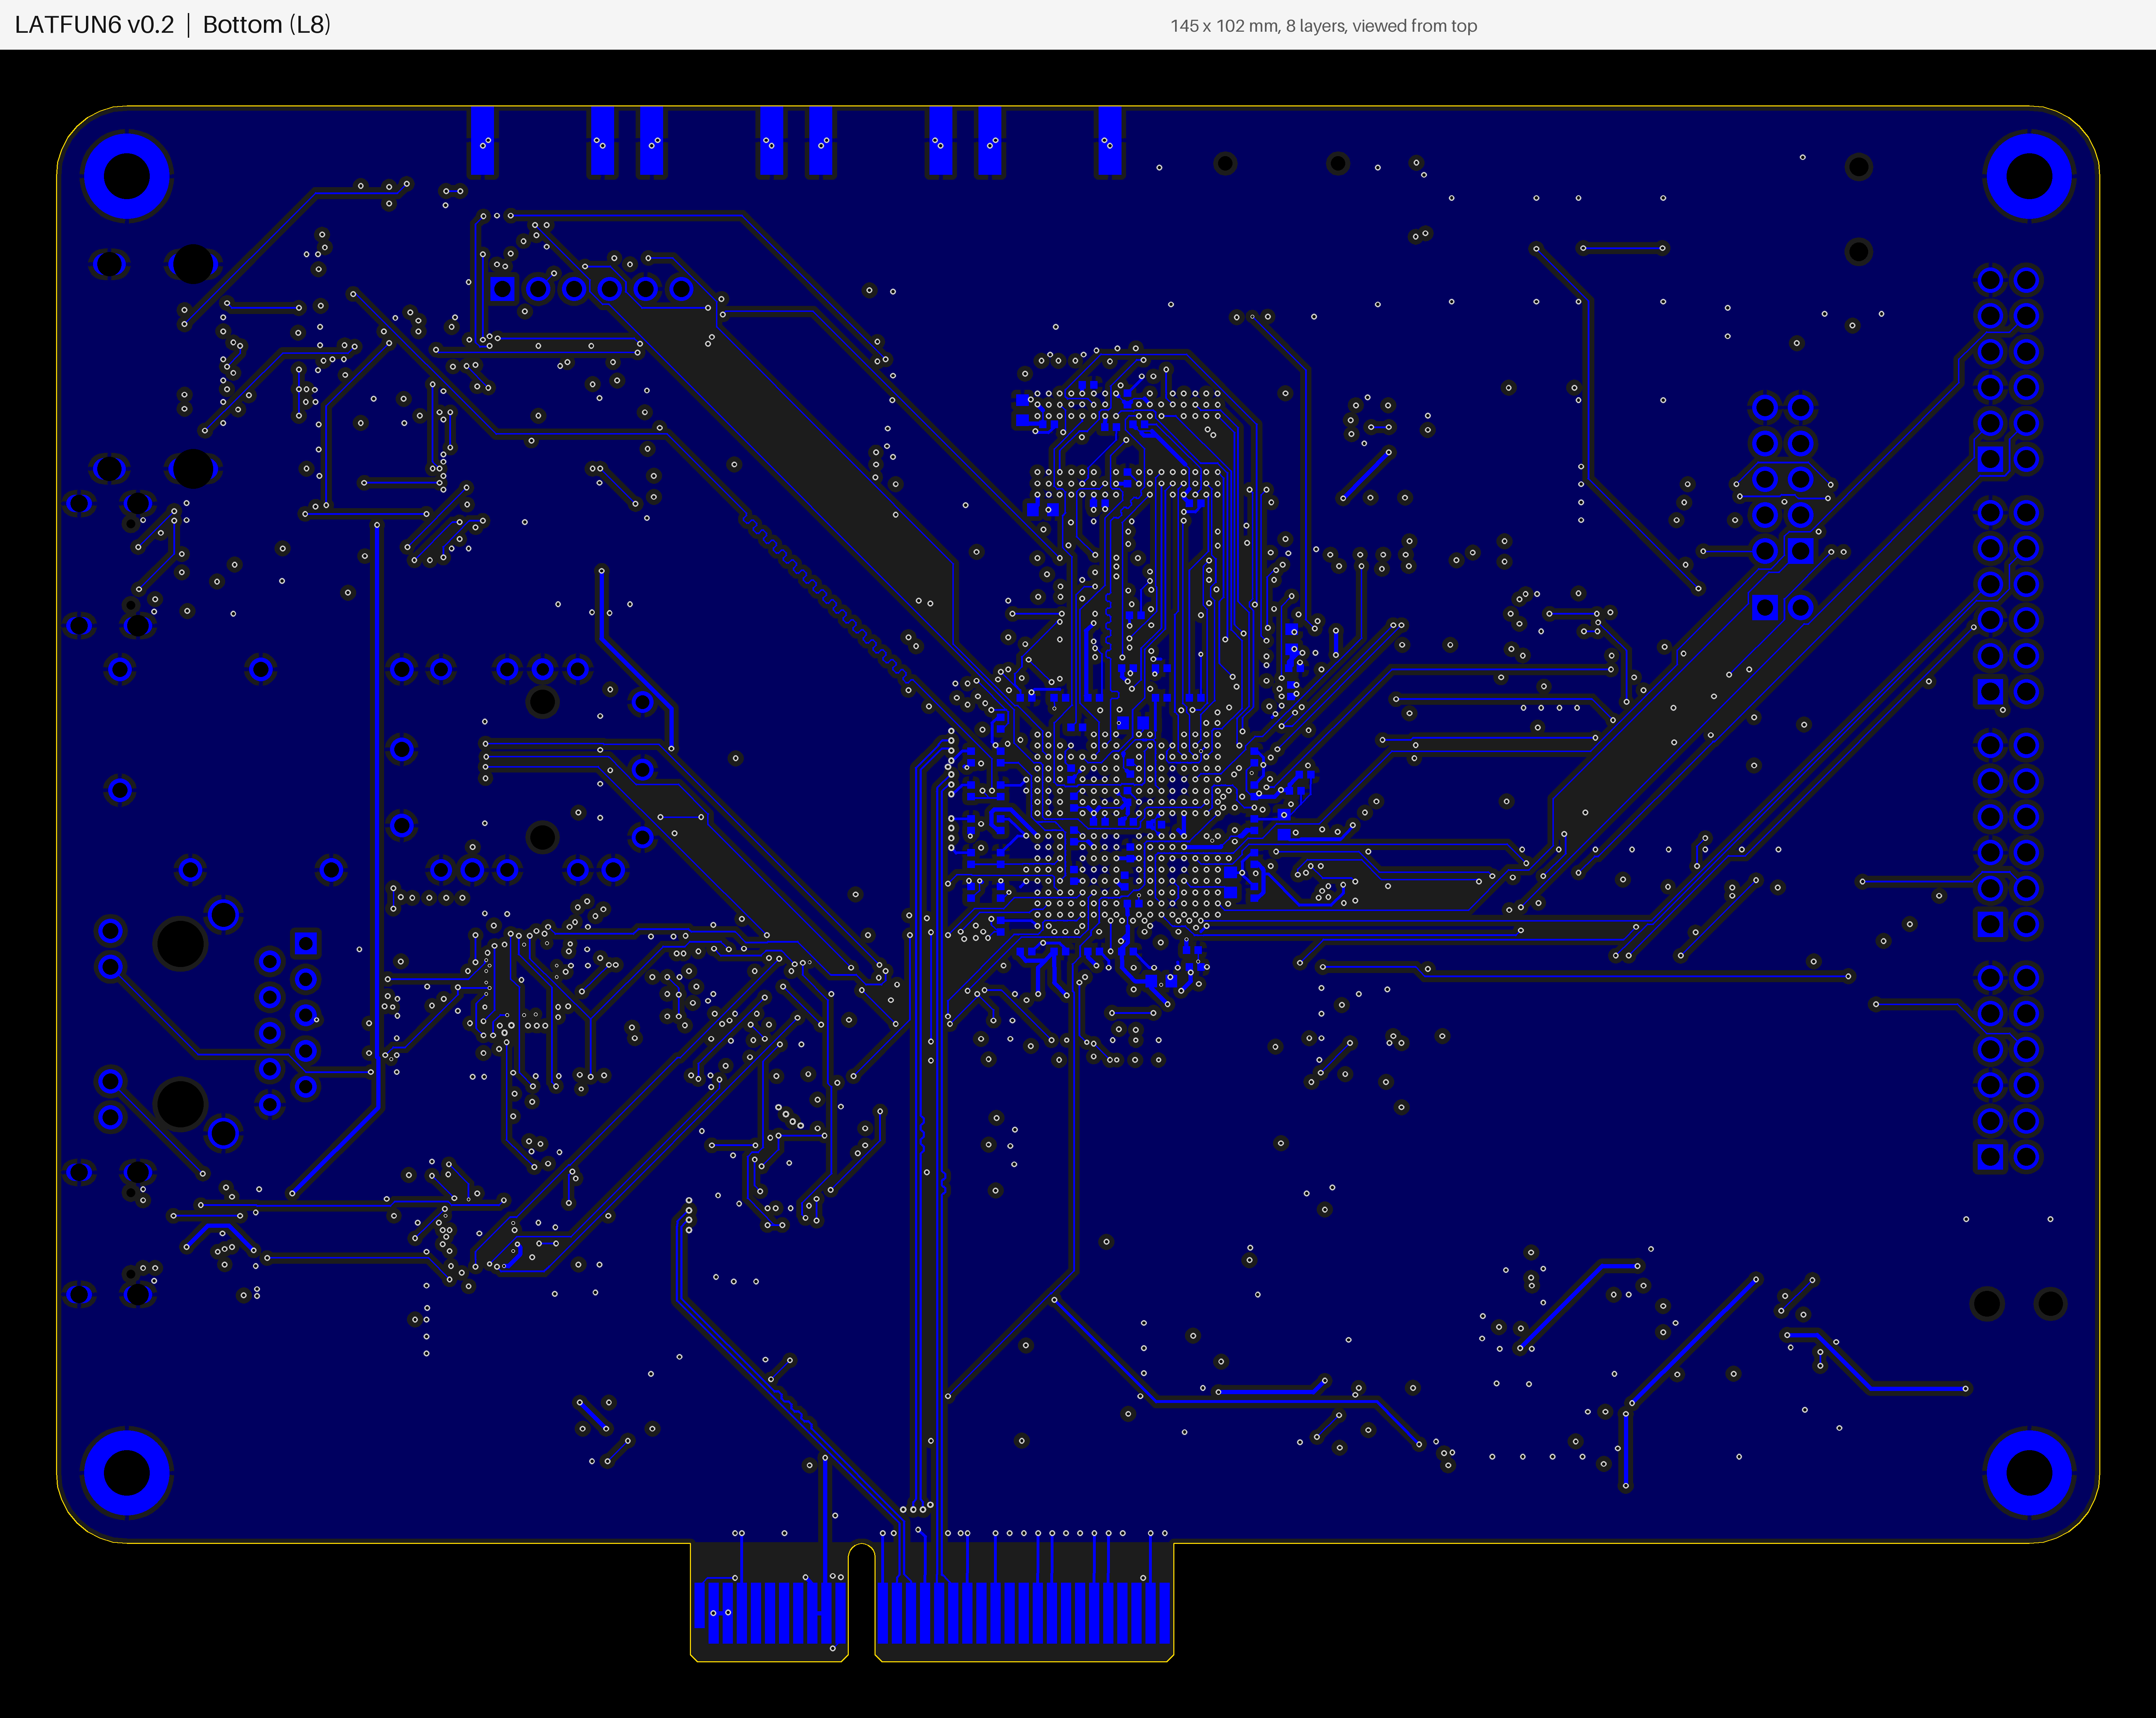 LATFUN6 v0.2 | Bottom (L8)
145 x 102 mm, 8 layers, viewed from top